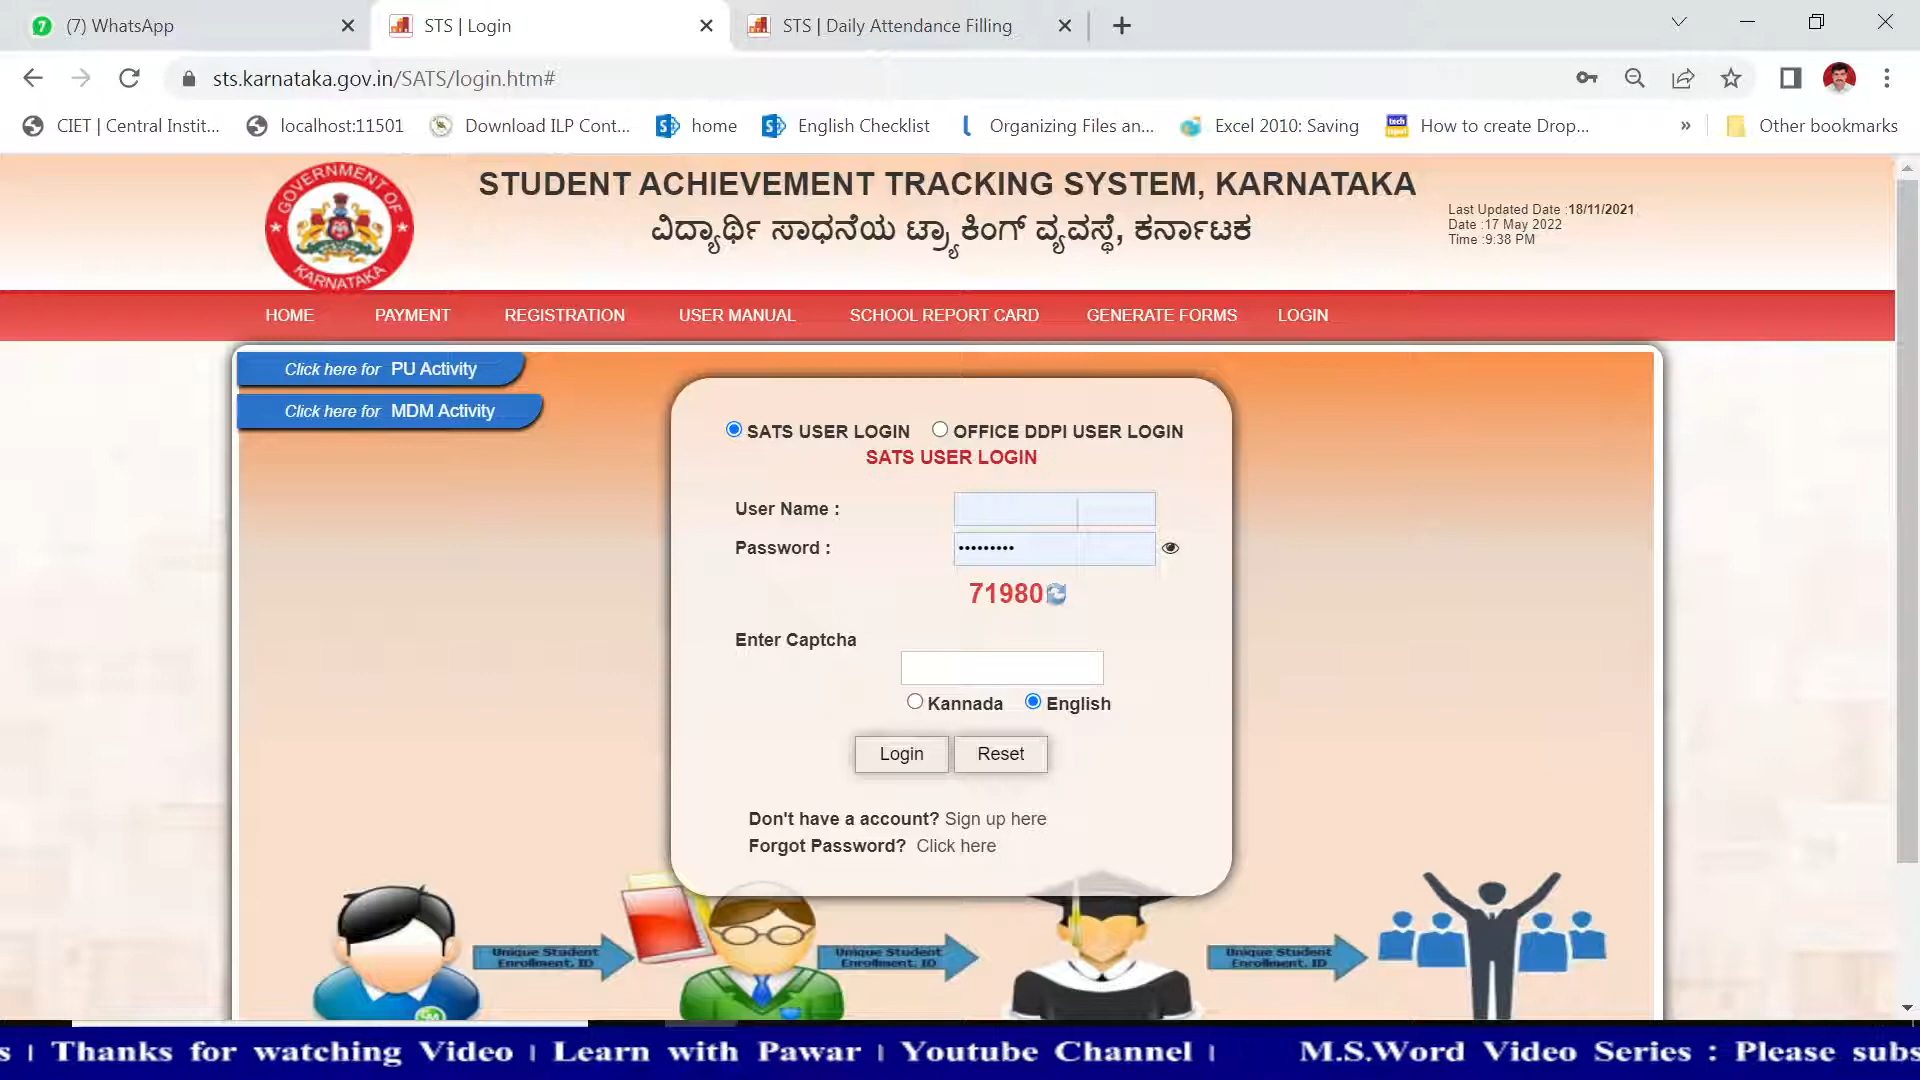 7 (7) WhatsApp
STS | Login
STS | Daily Attendance Filling
sts.karnataka.gov.in/SATS/login.htm#
CIET | Central Instit...
localhost:11501
Download ILP Cont...
home
English Checklist
Organizing Files an...
Excel 2010: Saving
How to create Drop...
»
Other bookmarks
GOVERNMENT OF
KARNATAKA
STUDENT ACHIEVEMENT TRACKING SYSTEM, KARNATAKA
ವಿದ್ಯಾರ್ಥಿ ಸಾಧನೆಯ ಟ್ರ್ಯಾಕಿಂಗ್ ವ್ಯವಸ್ಥೆ, ಕರ್ನಾಟಕ
Last Updated Date :18/11/2021
Date :17 May 2022
Time :9:38 PM
HOME PAYMENT REGISTRATION USER MANUAL SCHOOL REPORT CARD GENERATE FORMS LOGIN
Click here for PU Activity
Click here for MDM Activity
SATS USER LOGIN OFFICE DDPI USER LOGIN
SATS USER LOGIN
User Name :
Password : •••••••••
71980
Enter Captcha
Kannada English
Login Reset
Don't have a account? Sign up here
Forgot Password? Click here
Unique Student
Enrollment, ID
Unique Student
Enrollment, ID
Unique Student
Enrollment, ID
s | Thanks for watching Video | Learn with Pawar | Youtube Channel | M.S.Word Video Series : Please subs